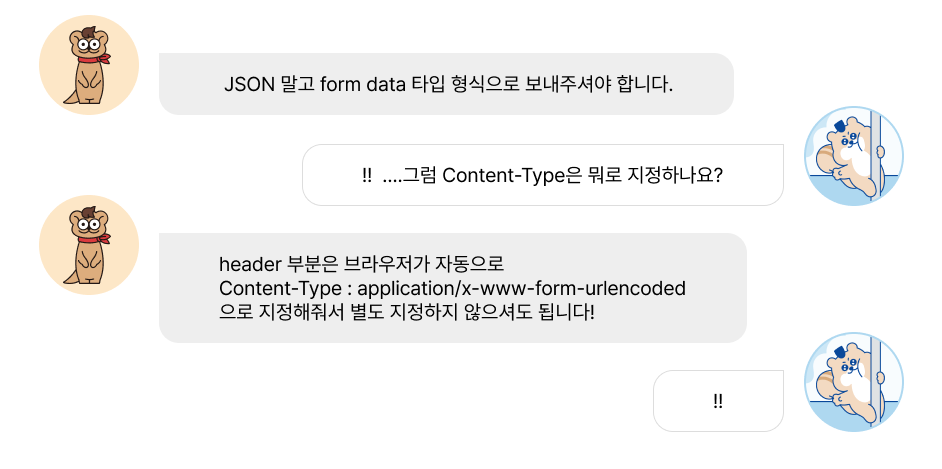 JSON 말고 form data 타입 형식으로 보내주셔야 합니다.
!! ....그럼 Content-Type은 뭐로 지정하나요?
header 부분은 브라우저가 자동으로
Content-Type : application/x-www-form-urlencoded
으로 지정해줘서 별도 지정하지 않으셔도 됩니다!
!!